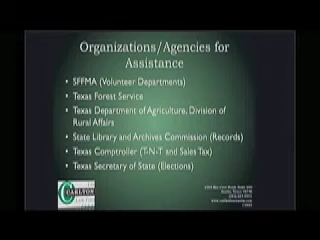 Organizations/Agencies for
Assistance
• SFFMA (Volunteer Departments)
• Texas Forest Service
• Texas Department of Agriculture, Division of
Rural Affairs
• State Library and Archives Commission (Records)
• Texas Comptroller (T-N-T and Sales Tax)
• Texas Secretary of State (Elections)
CARLTON